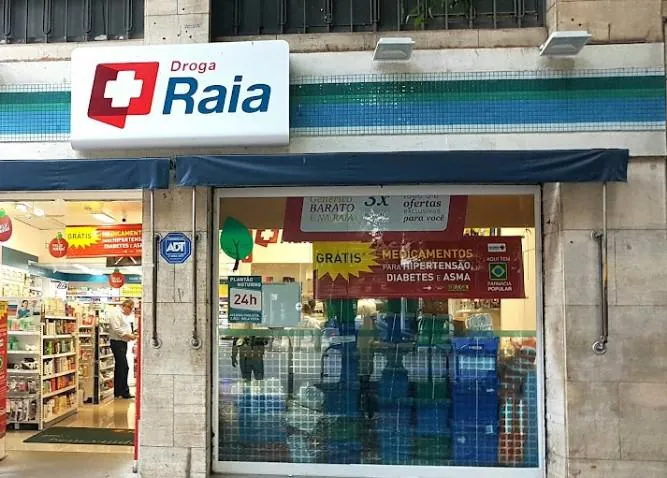 Droga
Raia
Genérico
BARATO
É NA RAIA
3X
ofertas
exclusivas
para você
GRÁTIS
MEDICAMENTOS
PARA HIPERTENSÃO,
DIABETES E ASMA
AQUI TEM
FARMÁCIA
POPULAR
GRÁTIS
MEDICAMENTOS
PARA HIPERTENSÃO
DIABETES E ASMA
ADT
PLANTÃO
NOTURNO
24h